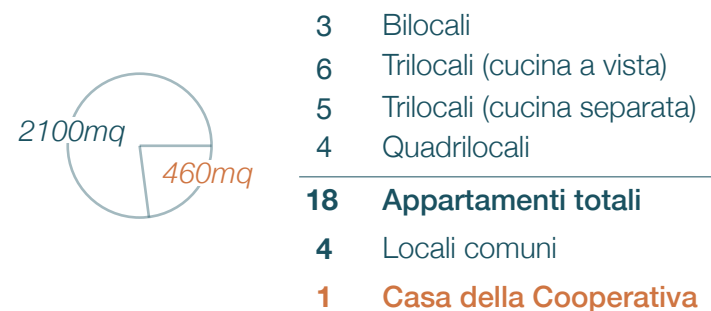 2100mq
460mq
3 Bilocali
6 Trilocali (cucina a vista)
5 Trilocali (cucina separata)
4 Quadrilocali
18 Appartamenti totali
4 Locali comuni
1 Casa della Cooperativa